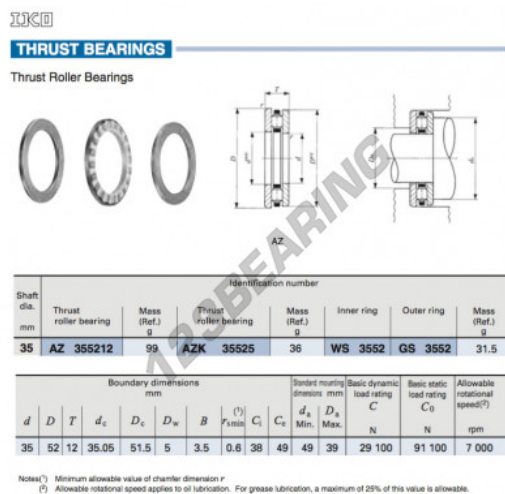 IKO
THRUST BEARINGS
Thrust Roller Bearings
T
r
D
d
d
AZ
123BEARING
Identification number
Shaft dia. mm
Thrust roller bearing
Mass (Ref.) g
Thrust roller bearing
Mass (Ref.) g
Inner ring
Outer ring
Mass (Ref.) g
35 AZ 355212 99 AZK 35525 36 WS 3552 GS 3552 31.5
Boundary dimensions mm
Standard mounting dimensions mm
Basic dynamic load rating C N
Basic static load rating C0 N
Allowable rotational speed(2) rpm
d D T dc Dc Dw B rs min(1) Ci Ce da Min. Da Max.
35 52 12 35.05 51.5 5 3.5 0.6 38 49 49 39 29 100 91 100 7 000
Notes(1) Minimum allowable value of chamfer dimension r
(2) Allowable rotational speed applies to oil lubrication. For grease lubrication, a maximum of 25% of this value is allowable.